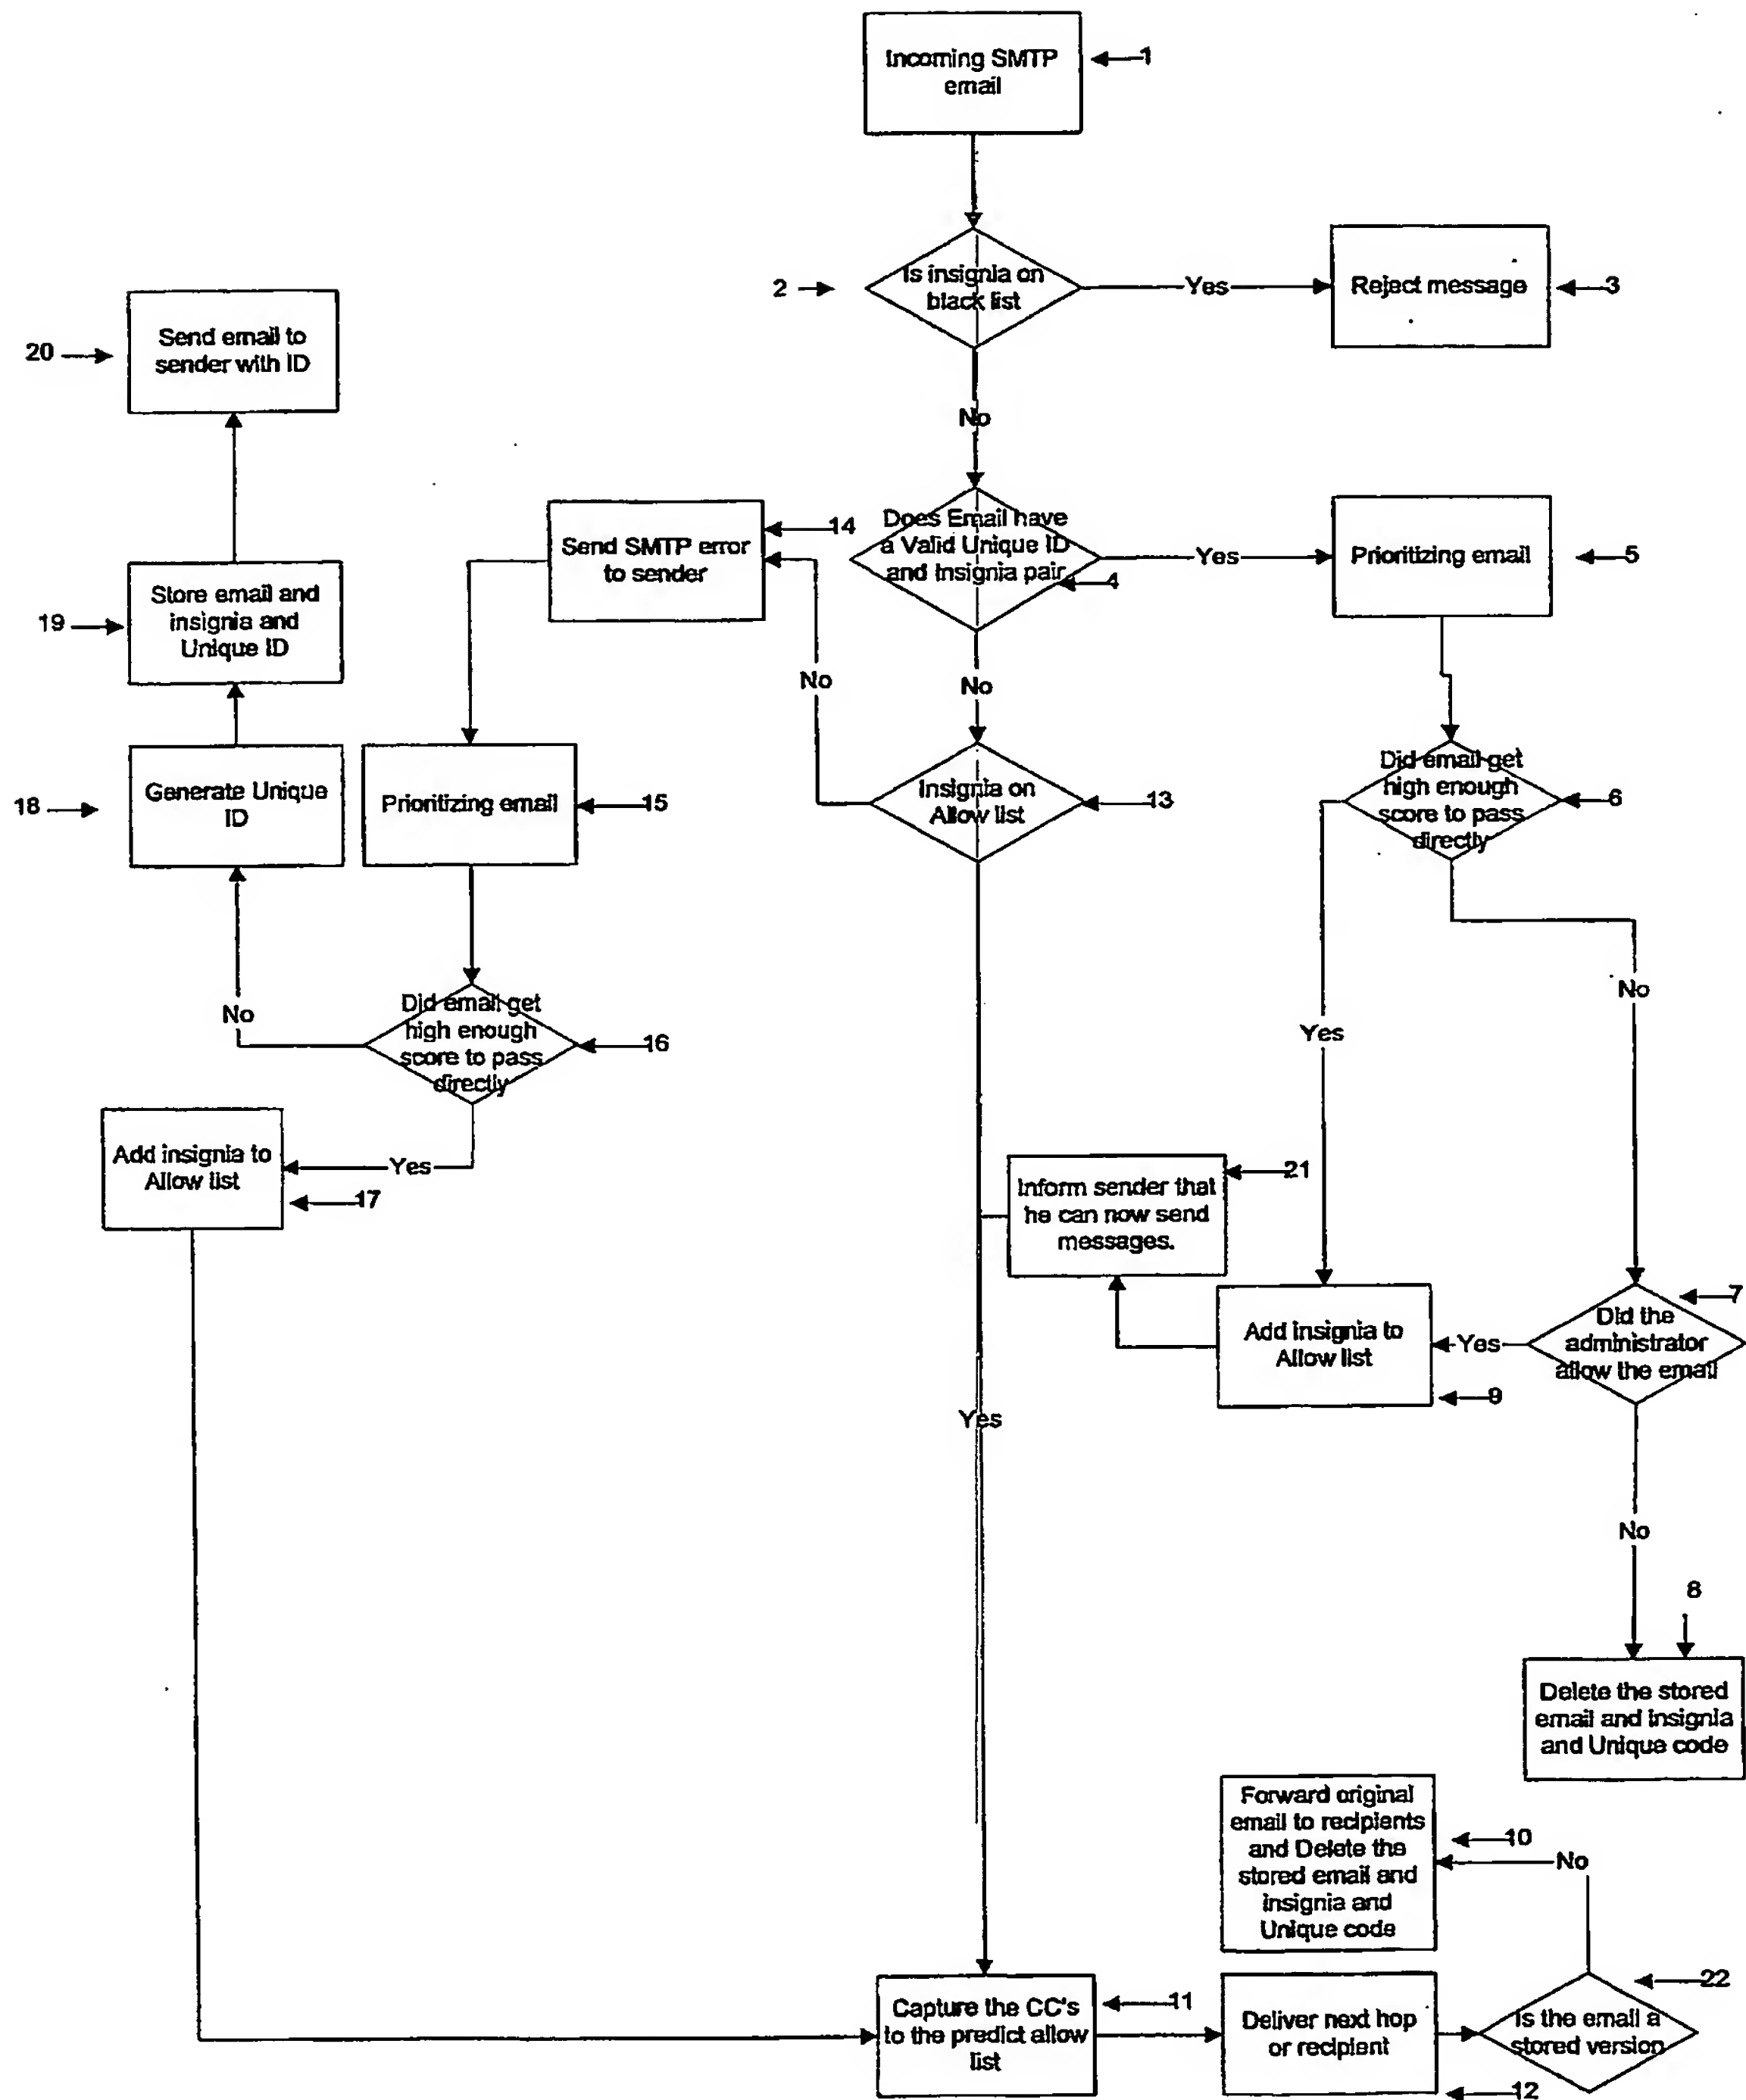 Incoming SMTP
email
1
Is insignia on
black list
2
Yes
Reject message
3
Send email to
sender with ID
20
No
Does Email have
a Valid Unique ID
and Insignia pair
4
Yes
Prioritizing email
5
Send SMTP error
to sender
14
Store email and
insignia and
Unique ID
19
No
No
Generate Unique
ID
18
Prioritizing email
15
Insignia on
Allow list
13
Did email get
high enough
score to pass
directly
6
No
Yes
No
Did email get
high enough
score to pass
directly
16
Add insignia to
Allow list
17
Yes
Inform sender that
he can now send
messages.
21
Add insignia to
Allow list
9
Yes
Did the
administrator
allow the email
7
Yes
No
8
Delete the stored
email and insignia
and Unique code
Forward original
email to recipients
and Delete the
stored email and
insignia and
Unique code
10
No
Capture the CC's
to the predict allow
list
11
Deliver next hop
or recipient
12
Is the email a
stored version
22